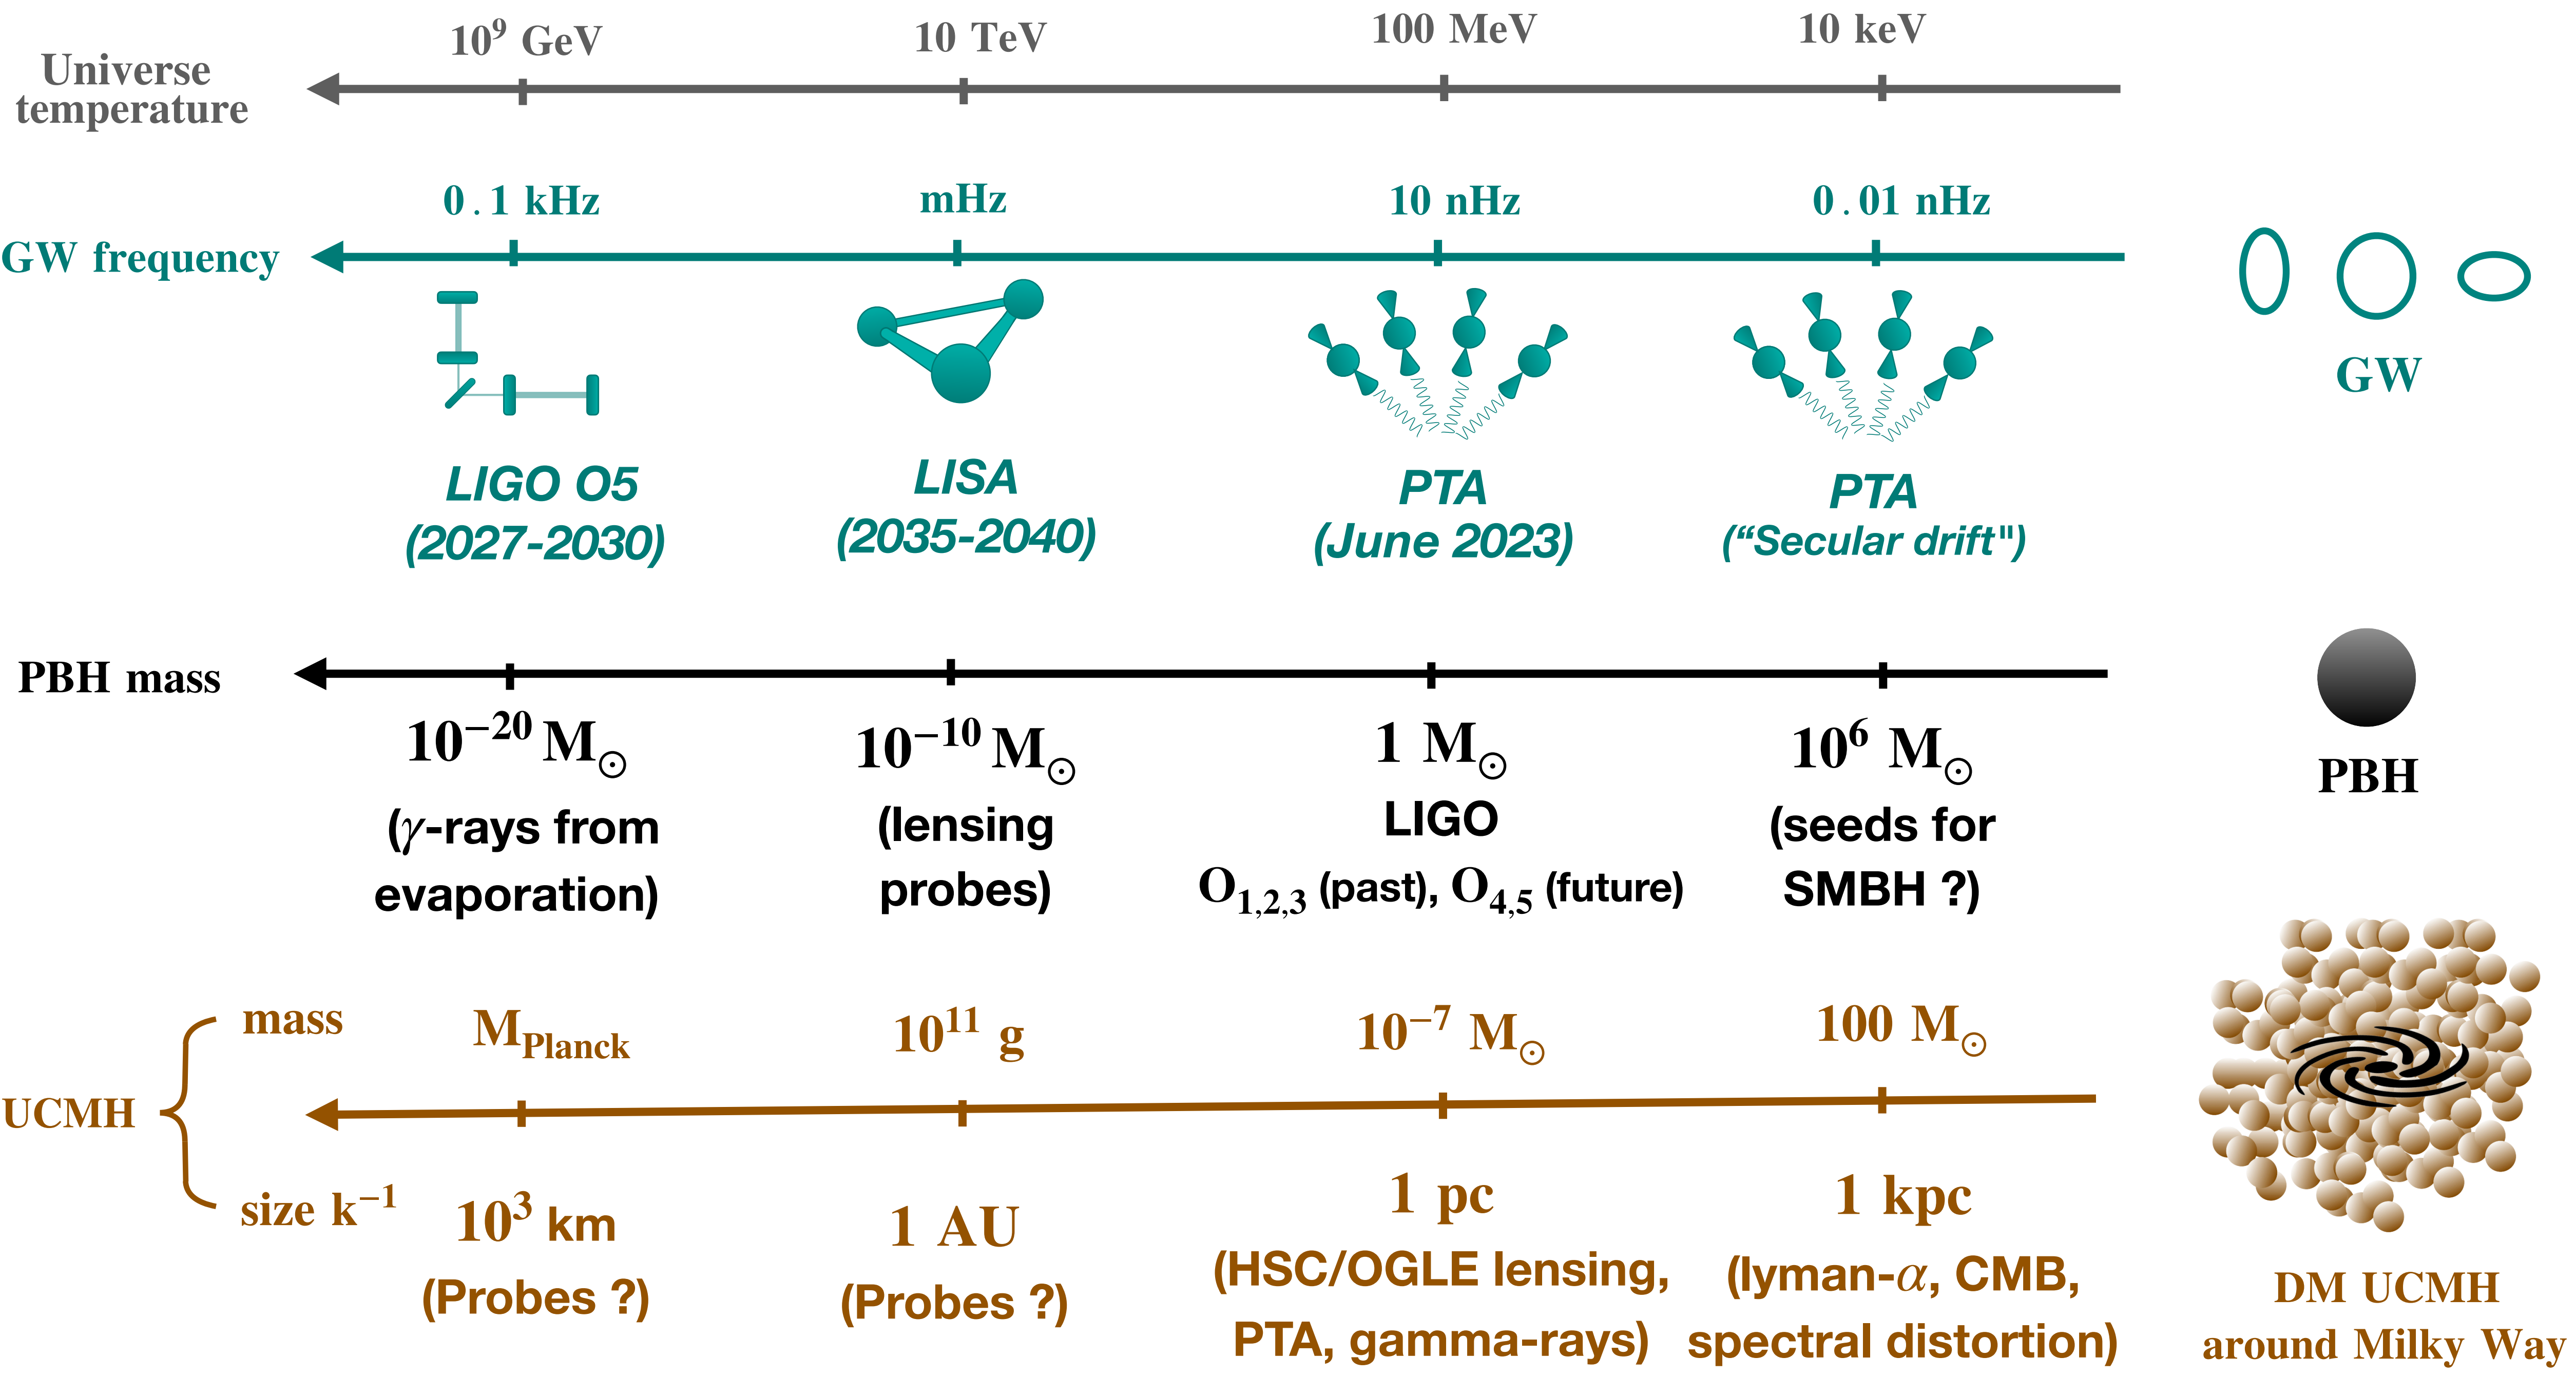 Universe
temperature
10⁹ GeV
10 TeV
100 MeV
10 keV
GW frequency
0.1 kHz
mHz
10 nHz
0.01 nHz
LIGO O5
(2027-2030)
LISA
(2035-2040)
PTA
(June 2023)
PTA
(“Secular drift")
GW
PBH mass
10⁻²⁰ M☉
(γ-rays from
evaporation)
10⁻¹⁰ M☉
(lensing
probes)
1 M☉
LIGO
O₁,₂,₃ (past), O₄,₅ (future)
10⁶ M☉
(seeds for
SMBH ?)
PBH
UCMH
mass
M_Planck
10¹¹ g
10⁻⁷ M☉
100 M☉
size k⁻¹
10³ km
(Probes ?)
1 AU
(Probes ?)
1 pc
(HSC/OGLE lensing,
PTA, gamma-rays)
1 kpc
(lyman-α, CMB,
spectral distortion)
DM UCMH
around Milky Way